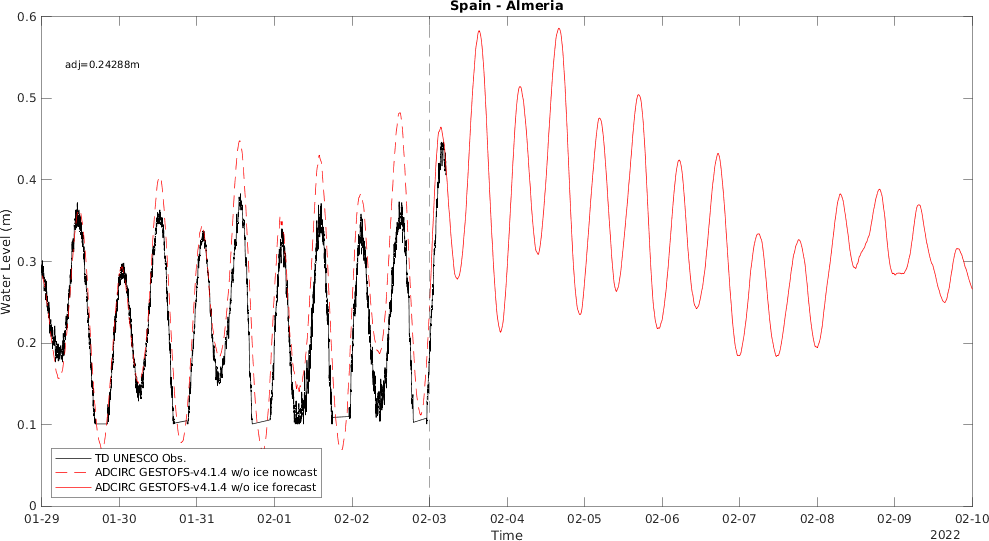 Spain - Almeria
adj=0.24288m
Water Level (m)
0.6
0.5
0.4
0.3
0.2
0.1
0
TD UNESCO Obs.
ADCIRC GESTOFS-v4.1.4 w/o ice nowcast
ADCIRC GESTOFS-v4.1.4 w/o ice forecast
01-29 01-30 01-31 02-01 02-02 02-03 02-04 02-05 02-06 02-07 02-08 02-09 02-10
Time
2022